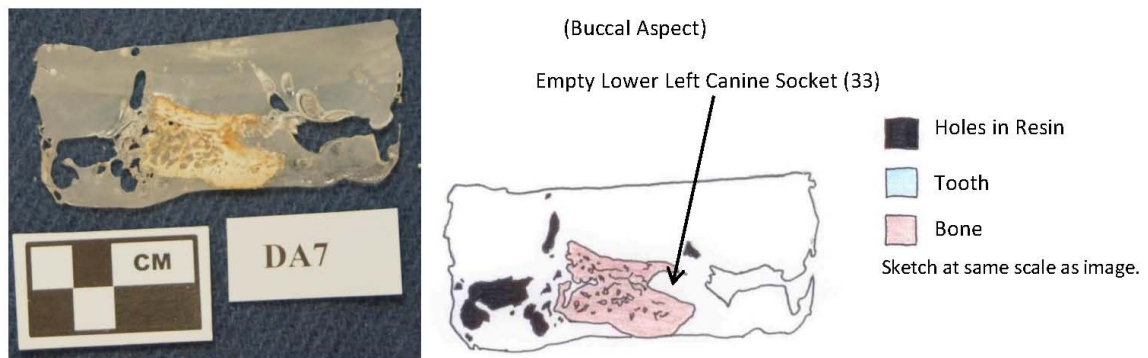 CM
DA7
(Buccal Aspect)
Empty Lower Left Canine Socket (33)
Holes in Resin
Tooth
Bone
Sketch at same scale as image.